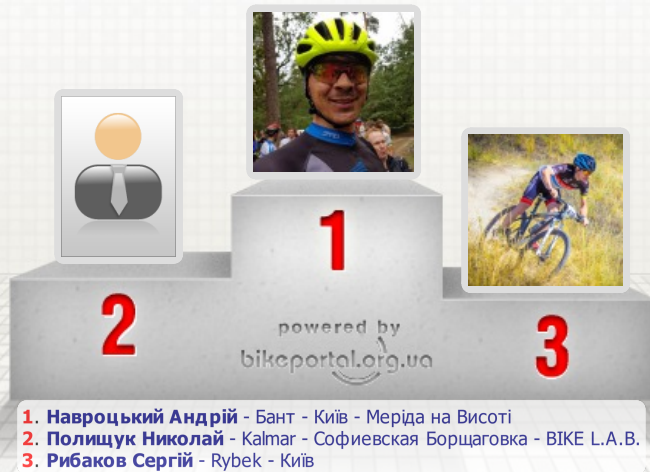 1
2
3
powered by
bikeportal.org.ua
1. Навроцький Андрій - Бант - Київ - Меріда на Висоті
2. Полищук Николай - Kalmar - Софиевская Борщаговка - BIKE L.A.B.
3. Рибаков Сергій - Rybek - Київ